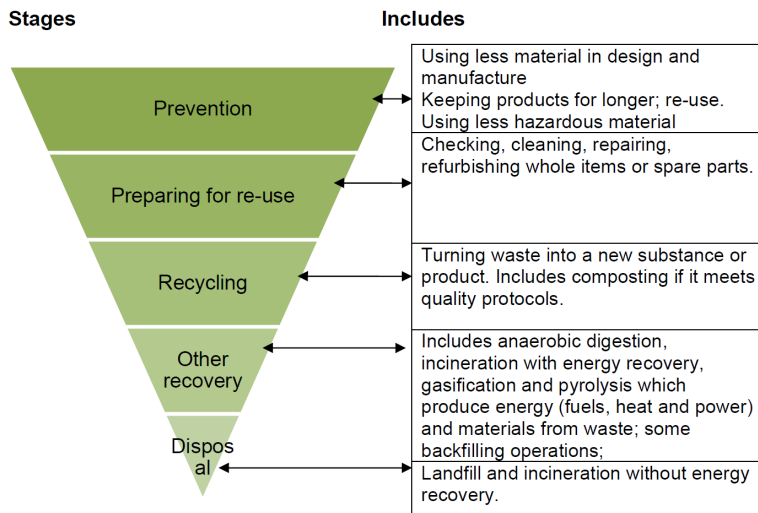 Stages
Includes
Prevention
Using less material in design and
manufacture
Keeping products for longer; re-use.
Using less hazardous material
Preparing for re-use
Checking, cleaning, repairing,
refurbishing whole items or spare parts.
Recycling
Turning waste into a new substance or
product. Includes composting if it meets
quality protocols.
Other
recovery
Includes anaerobic digestion,
incineration with energy recovery,
gasification and pyrolysis which
produce energy (fuels, heat and power)
and materials from waste; some
backfilling operations;
Dispos
al
Landfill and incineration without energy
recovery.